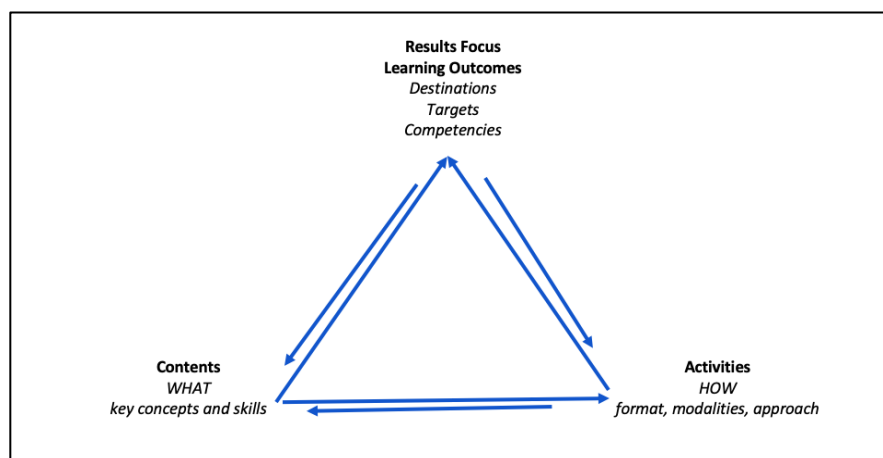 Results Focus
Learning Outcomes
Destinations
Targets
Competencies
Contents
WHAT
key concepts and skills
Activities
HOW
format, modalities, approach